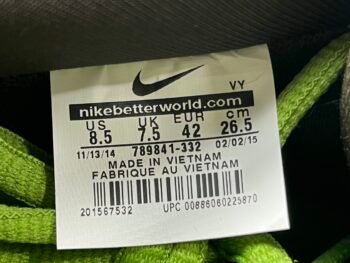 VY
nikebetterworld.com
US UK EUR cm
8.5 7.5 42 26.5
11/13/14 789841-332 02/02/15
MADE IN VIETNAM
FABRIQUE AU VIETNAM
201567532 UPC 00886060225870